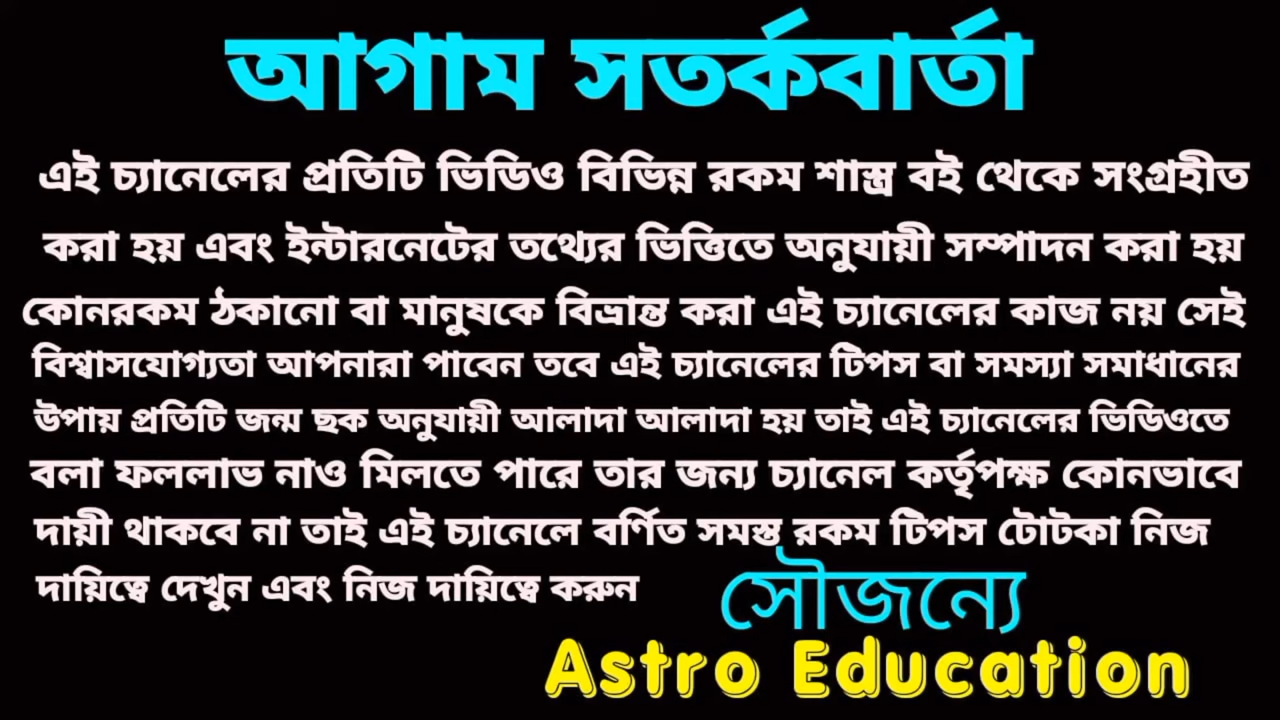 আগাম সতর্কবার্তা
এই চ্যানেলের প্রতিটি ভিডিও বিভিন্ন রকম শাস্ত্র বই থেকে সংগ্রহীত
করা হয় এবং ইন্টারনেটের তথ্যের ভিত্তিতে অনুযায়ী সম্পাদন করা হয়
কোনরকম ঠকানো বা মানুষকে বিভ্রান্ত করা এই চ্যানেলের কাজ নয় সেই
বিশ্বাসযোগ্যতা আপনারা পাবেন তবে এই চ্যানেলের টিপস বা সমস্যা সমাধানের
উপায় প্রতিটি জন্ম ছক অনুযায়ী আলাদা আলাদা হয় তাই এই চ্যানেলের ভিডিওতে
বলা ফললাভ নাও মিলতে পারে তার জন্য চ্যানেল কর্তৃপক্ষ কোনভাবে
দায়ী থাকবে না তাই এই চ্যানেলে বর্ণিত সমস্ত রকম টিপস টোটকা নিজ
দায়িত্বে দেখুন এবং নিজ দায়িত্বে করুন
সৌজন্যে
Astro Education